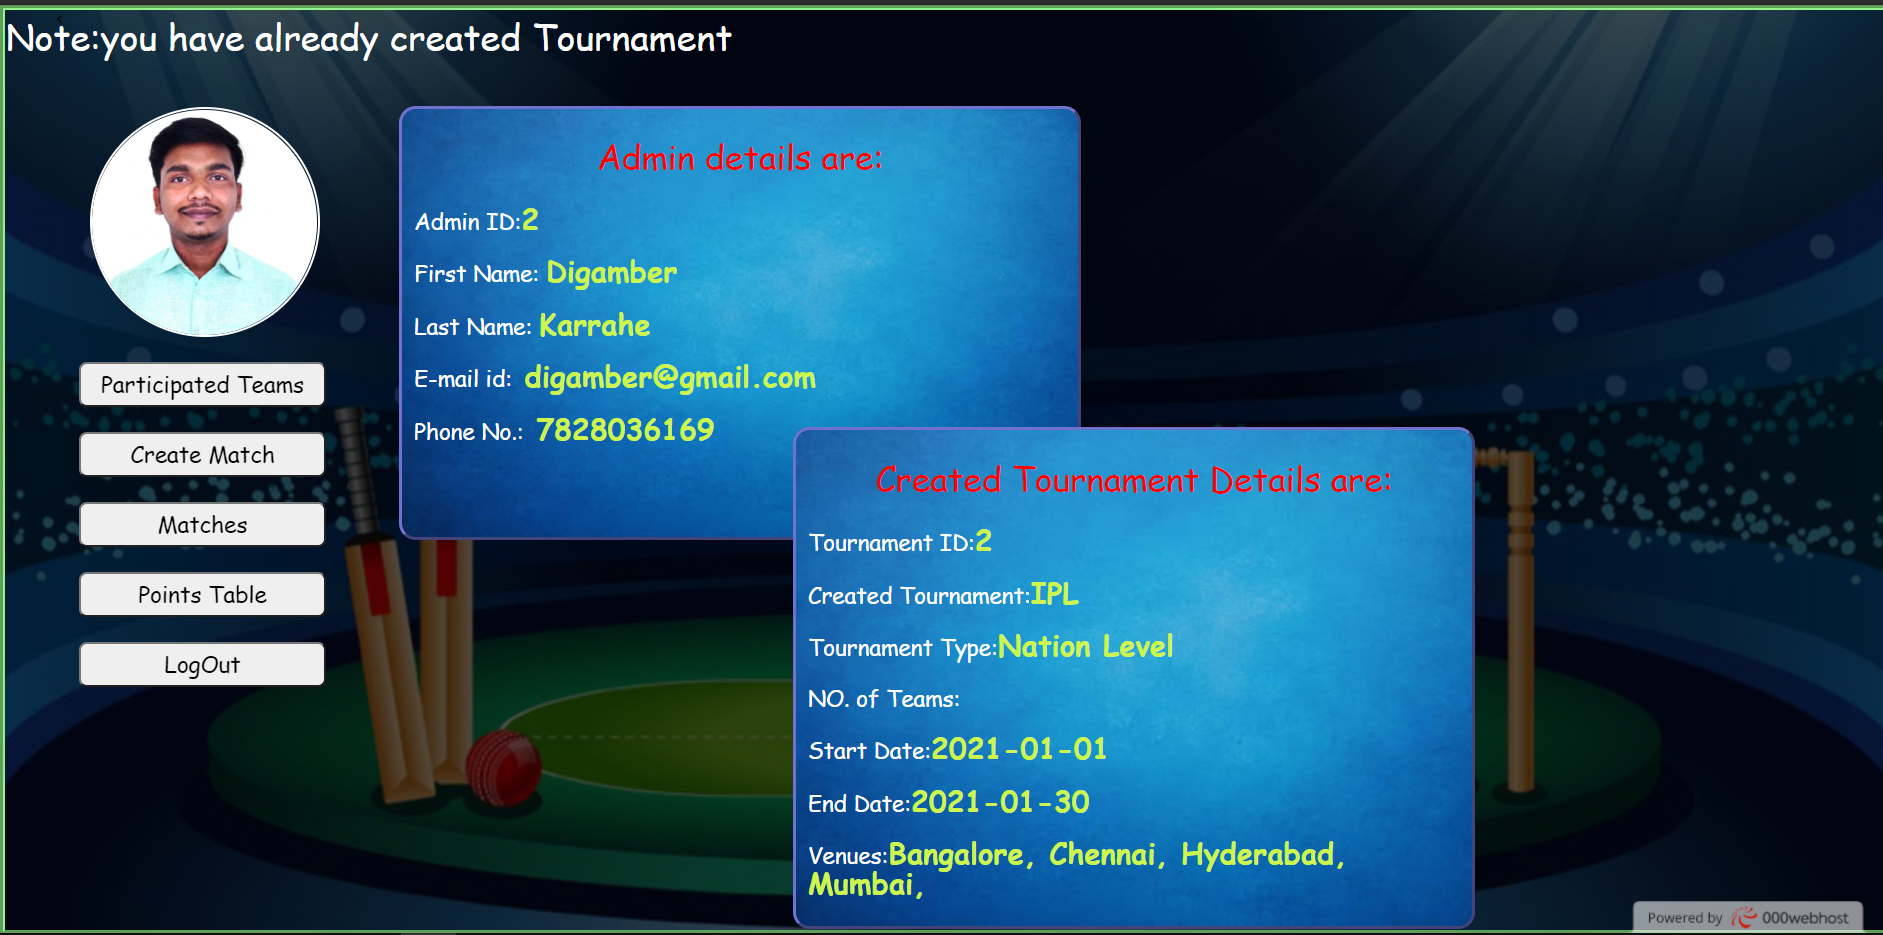 Note:you have already created Tournament
Admin details are:
Admin ID:2
First Name: Digamber
Last Name: Karrahe
E-mail id: digamber@gmail.com
Phone No.: 7828036169
Participated Teams
Create Match
Matches
Points Table
LogOut
Created Tournament Details are:
Tournament ID:2
Created Tournament:IPL
Tournament Type:Nation Level
NO. of Teams:
Start Date:2021-01-01
End Date:2021-01-30
Venues:Bangalore, Chennai, Hyderabad,
Mumbai,
Powered by 000webhost